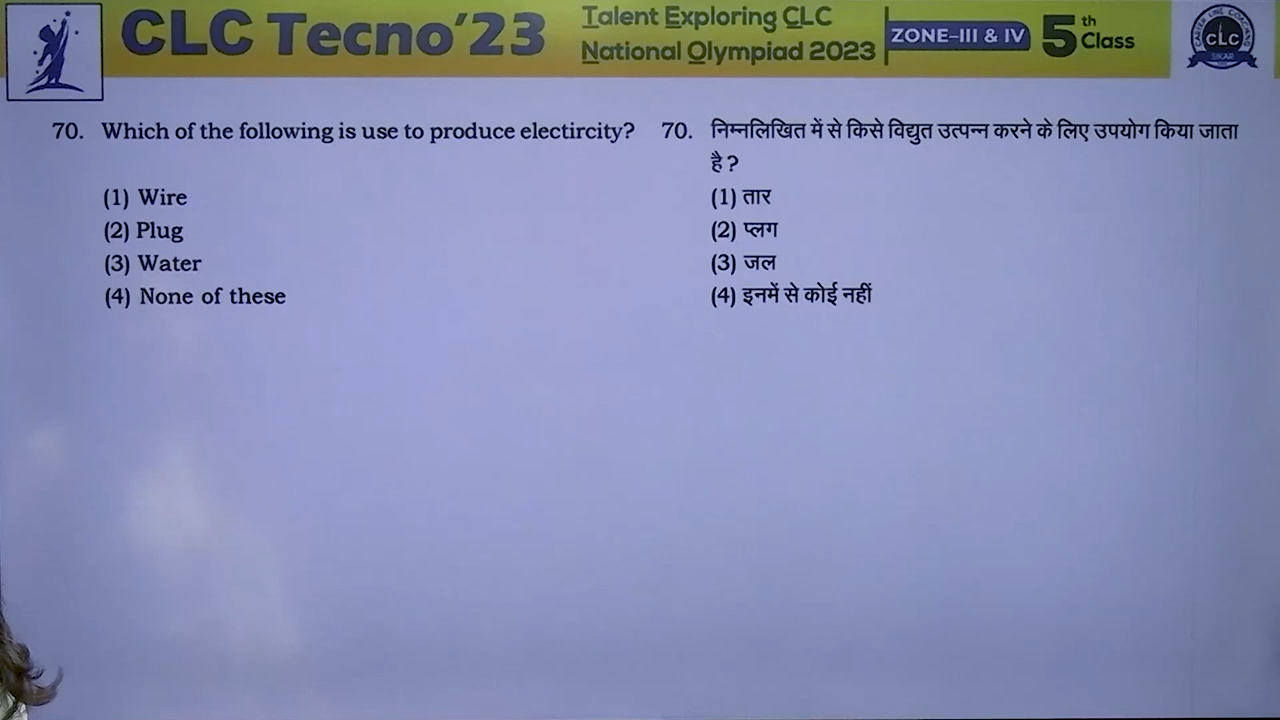 CLC Tecno'23
Talent Exploring CLC
National Olympiad 2023
ZONE–III & IV
5th Class
CLC
70. Which of the following is use to produce electircity?
(1) Wire
(2) Plug
(3) Water
(4) None of these
70. निम्नलिखित में से किसे विद्युत उत्पन्न करने के लिए उपयोग किया जाता
है ?
(1) तार
(2) प्लग
(3) जल
(4) इनमें से कोई नहीं